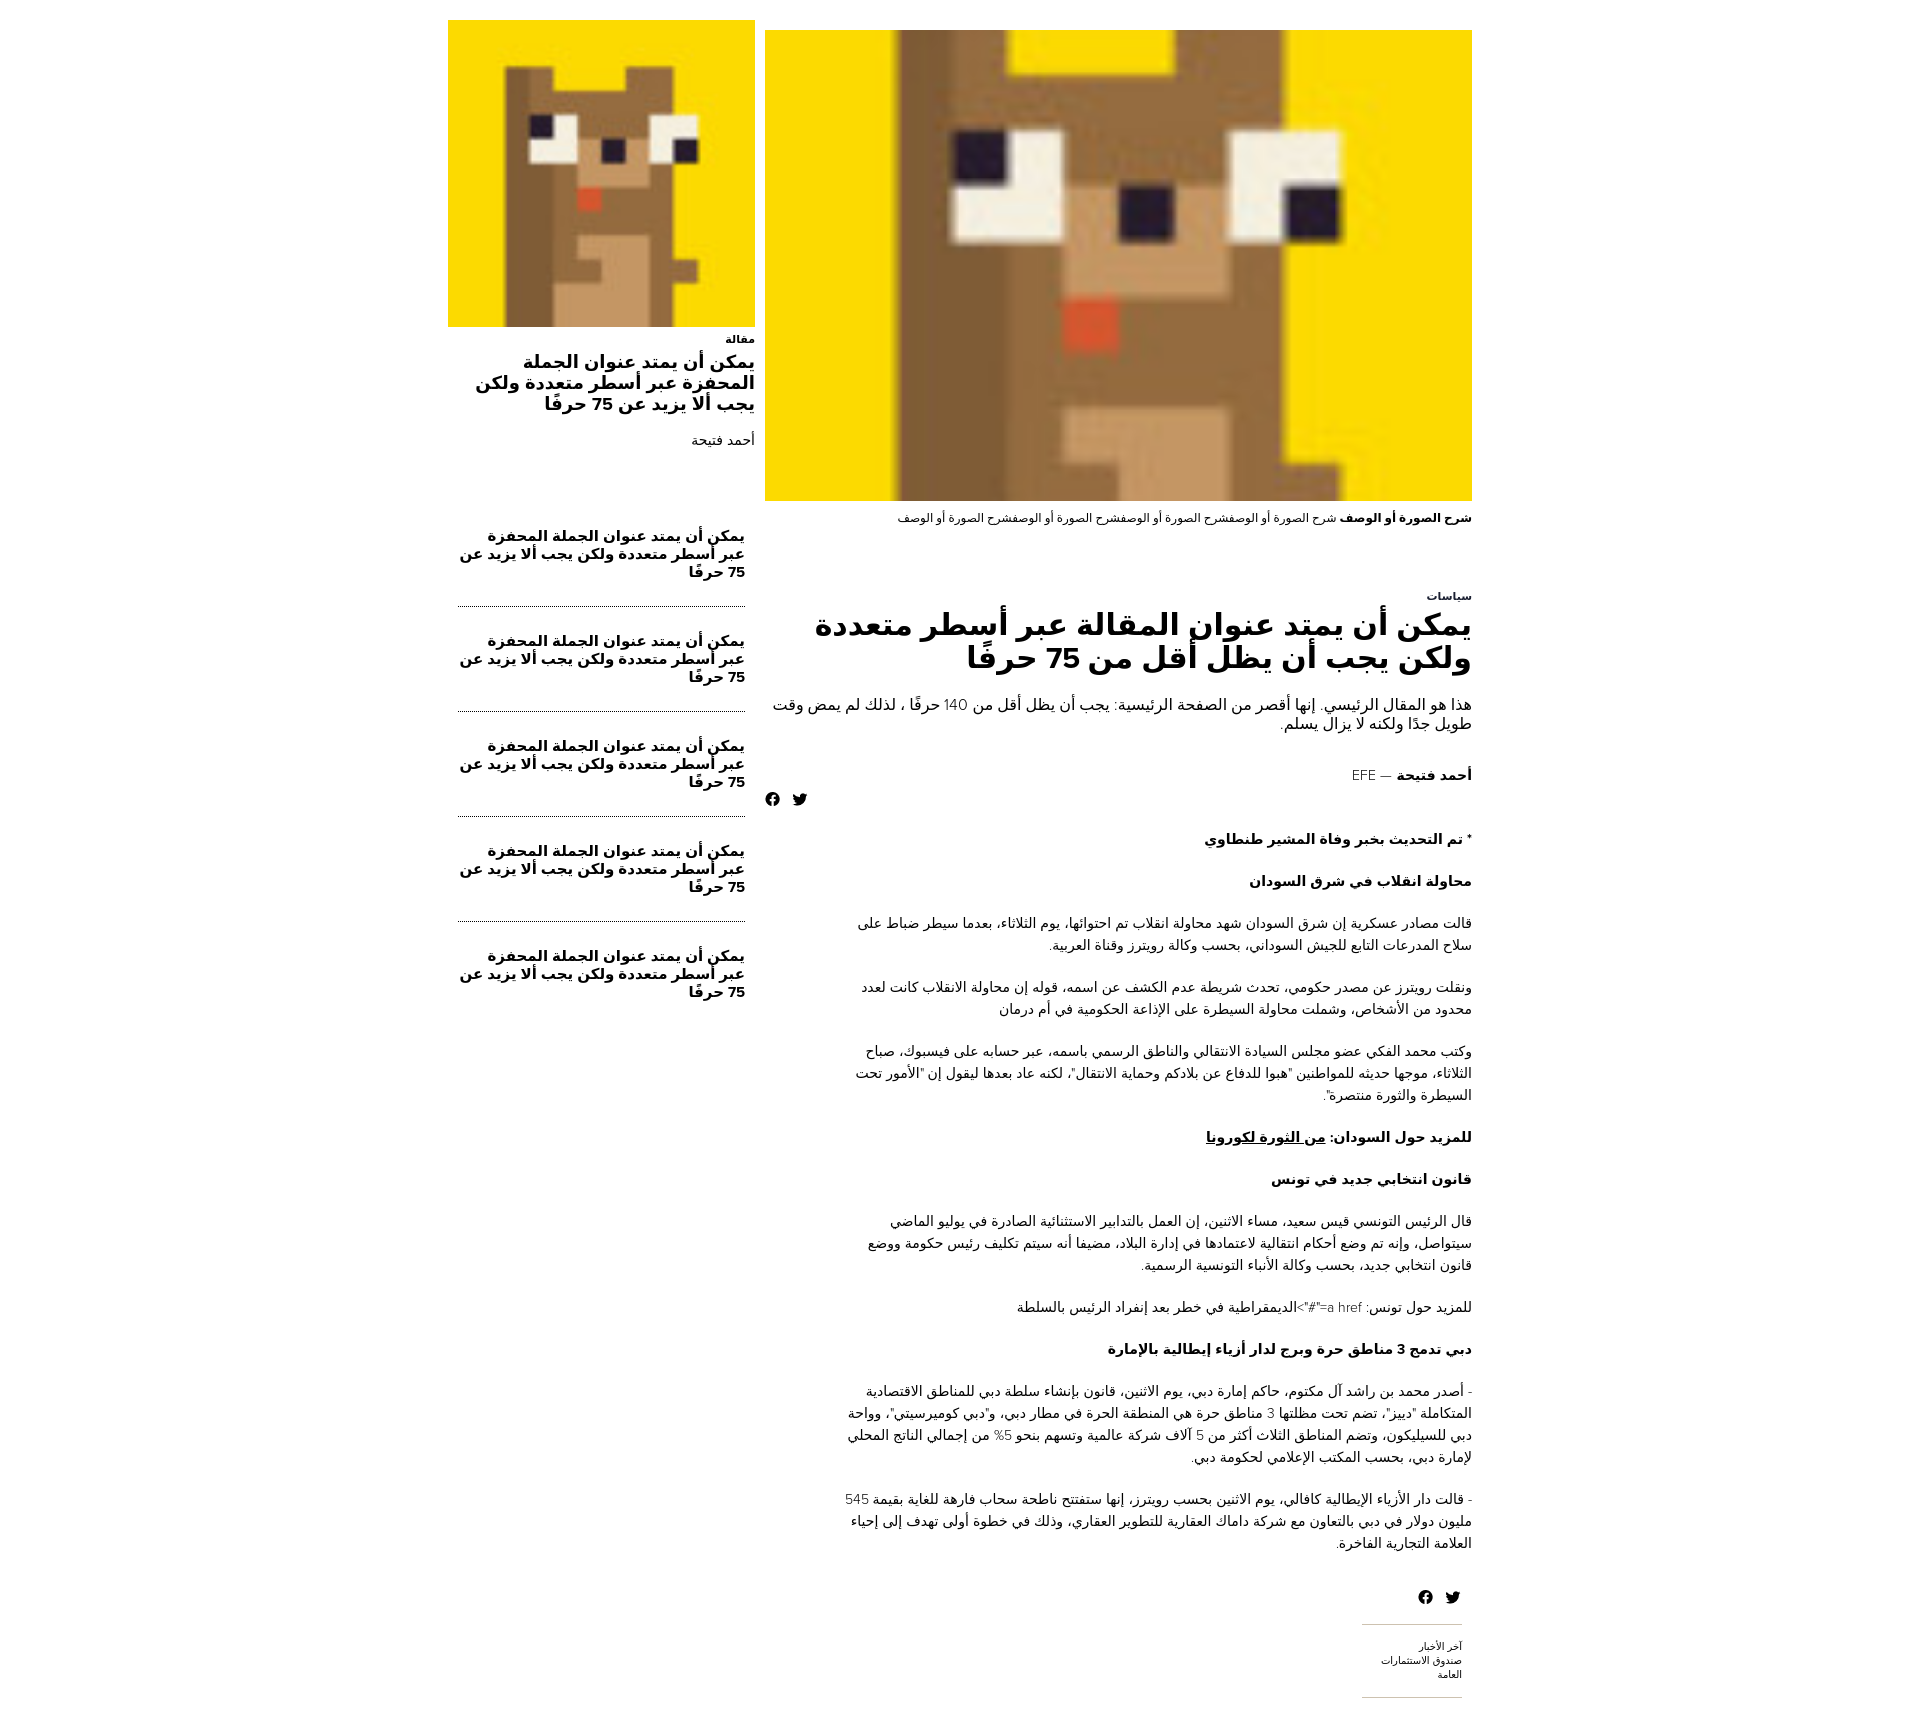 شرح الصورة أو الوصف شرح الصورة أو الوصفشرح الصورة أو الوصفشرح الصورة أو الوصفشرح الصورة أو الوصف
سياسات
يمكن أن يمتد عنوان المقالة عبر أسطر متعددة
ولكن يجب أن يظل أقل من 75 حرفًا
هذا هو المقال الرئيسي. إنها أقصر من الصفحة الرئيسية: يجب أن يظل أقل من 140 حرفًا ، لذلك لم يمض وقت
طويل جدًا ولكنه لا يزال يسلم.
أحمد فتيحة — EFE
* تم التحديث بخبر وفاة المشير طنطاوي
محاولة انقلاب في شرق السودان
قالت مصادر عسكرية إن شرق السودان شهد محاولة انقلاب تم احتوائها، يوم الثلاثاء، بعدما سيطر ضباط على
سلاح المدرعات التابع للجيش السوداني، بحسب وكالة رويترز وقناة العربية.
ونقلت رويترز عن مصدر حكومي، تحدث شريطة عدم الكشف عن اسمه، قوله إن محاولة الانقلاب كانت لعدد
محدود من الأشخاص، وشملت محاولة السيطرة على الإذاعة الحكومية في أم درمان
وكتب محمد الفكي عضو مجلس السيادة الانتقالي والناطق الرسمي باسمه، عبر حسابه على فيسبوك، صباح
الثلاثاء، موجها حديثه للمواطنين "هبوا للدفاع عن بلادكم وحماية الانتقال"، لكنه عاد بعدها ليقول إن "الأمور تحت
السيطرة والثورة منتصرة".
للمزيد حول السودان: من الثورة لكورونا
قانون انتخابي جديد في تونس
قال الرئيس التونسي قيس سعيد، مساء الاثنين، إن العمل بالتدابير الاستثنائية الصادرة في يوليو الماضي
سيتواصل، وإنه تم وضع أحكام انتقالية لاعتمادها في إدارة البلاد، مضيفا أنه سيتم تكليف رئيس حكومة ووضع
قانون انتخابي جديد، بحسب وكالة الأنباء التونسية الرسمية.
للمزيد حول تونس: a href="#">الديمقراطية في خطر بعد إنفراد الرئيس بالسلطة
دبي تدمج 3 مناطق حرة وبرج لدار أزياء إيطالية بالإمارة
- أصدر محمد بن راشد آل مكتوم، حاكم إمارة دبي، يوم الاثنين، قانون بإنشاء سلطة دبي للمناطق الاقتصادية
المتكاملة "دييز"، تضم تحت مظلتها 3 مناطق حرة هي المنطقة الحرة في مطار دبي، و"دبي كوميرسيتي"، وواحة
دبي للسيليكون، وتضم المناطق الثلاث أكثر من 5 آلاف شركة عالمية وتسهم بنحو 5% من إجمالي الناتج المحلي
لإمارة دبي، بحسب المكتب الإعلامي لحكومة دبي.
- قالت دار الأزياء الإيطالية كافالي، يوم الاثنين بحسب رويترز، إنها ستفتتح ناطحة سحاب فارهة للغاية بقيمة 545
مليون دولار في دبي بالتعاون مع شركة داماك العقارية للتطوير العقاري، وذلك في خطوة أولى تهدف إلى إحياء
العلامة التجارية الفاخرة.
آخر الأخبار
صندوق الاستثمارات
العامة
مقالة
يمكن أن يمتد عنوان الجملة
المحفزة عبر أسطر متعددة ولكن
يجب ألا يزيد عن 75 حرفًا
أحمد فتيحة
يمكن أن يمتد عنوان الجملة المحفزة
عبر أسطر متعددة ولكن يجب ألا يزيد عن
75 حرفًا
يمكن أن يمتد عنوان الجملة المحفزة
عبر أسطر متعددة ولكن يجب ألا يزيد عن
75 حرفًا
يمكن أن يمتد عنوان الجملة المحفزة
عبر أسطر متعددة ولكن يجب ألا يزيد عن
75 حرفًا
يمكن أن يمتد عنوان الجملة المحفزة
عبر أسطر متعددة ولكن يجب ألا يزيد عن
75 حرفًا
يمكن أن يمتد عنوان الجملة المحفزة
عبر أسطر متعددة ولكن يجب ألا يزيد عن
75 حرفًا